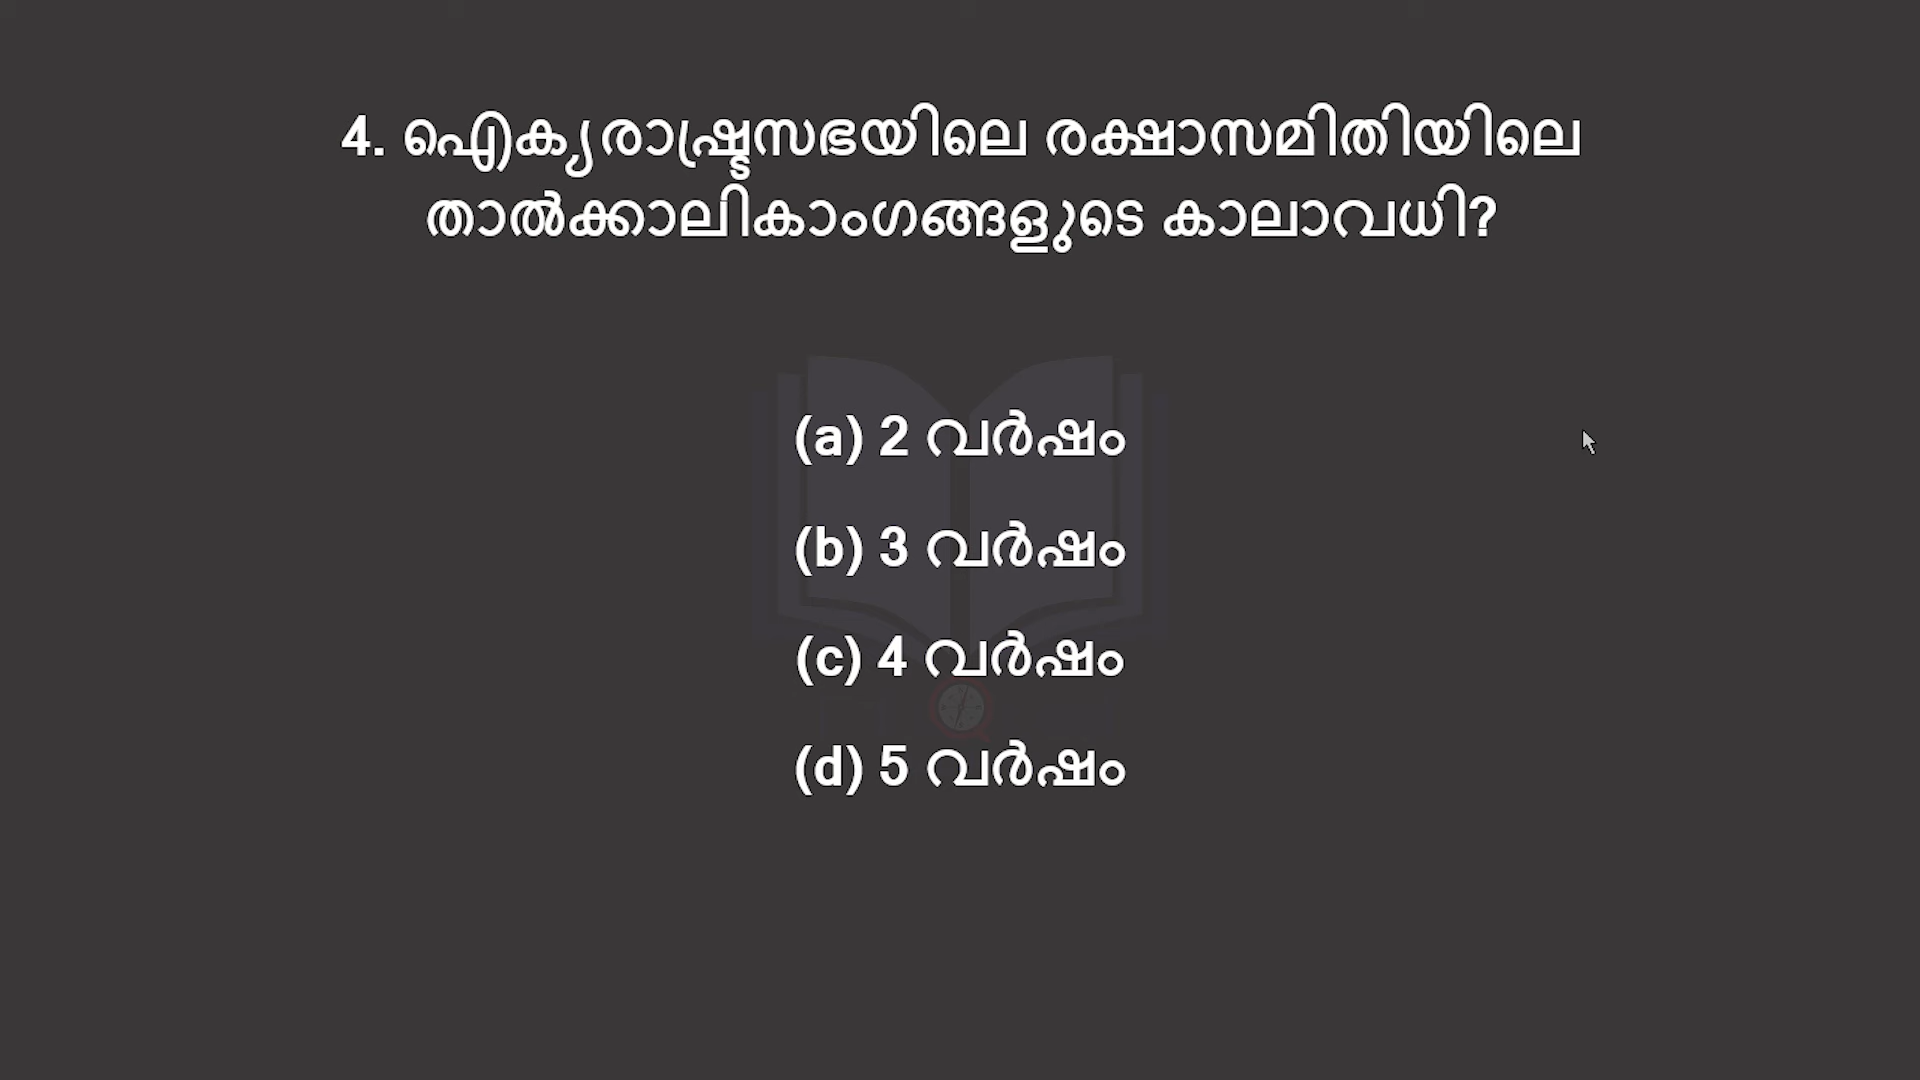 4. ഐക്യരാഷ്ട്രസഭയിലെ രക്ഷാസമിതിയിലെ
താൽക്കാലികാംഗങ്ങളുടെ കാലാവധി?
(a) 2 വർഷം
(b) 3 വർഷം
(c) 4 വർഷം
(d) 5 വർഷം